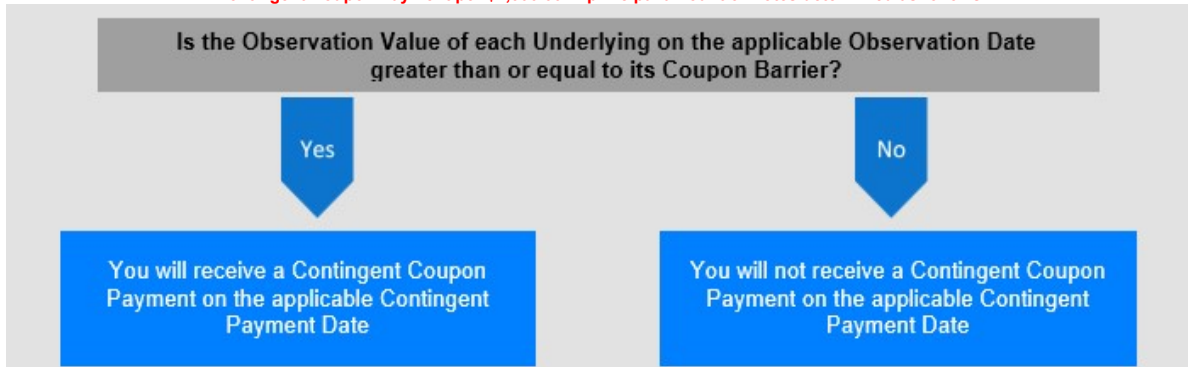 Is the Observation Value of each Underlying on the applicable Observation Date
greater than or equal to its Coupon Barrier?
Yes
No
You will receive a Contingent Coupon
Payment on the applicable Contingent
Payment Date
You will not receive a Contingent Coupon
Payment on the applicable Contingent
Payment Date